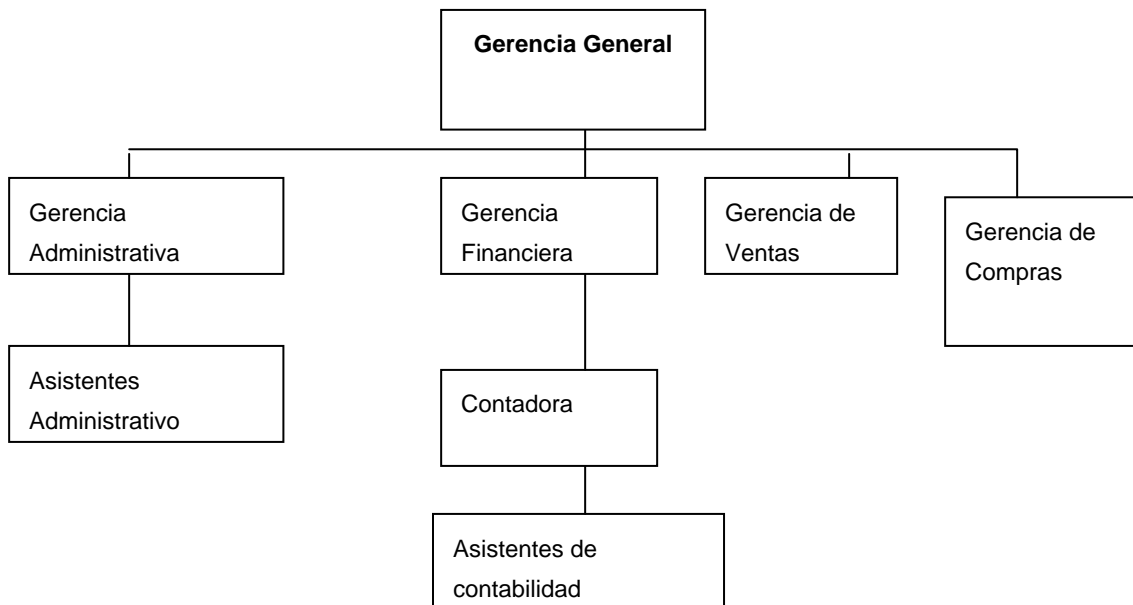 Gerencia General
Gerencia
Administrativa
Gerencia
Financiera
Gerencia de
Ventas
Gerencia de
Compras
Asistentes
Administrativo
Contadora
Asistentes de
contabilidad